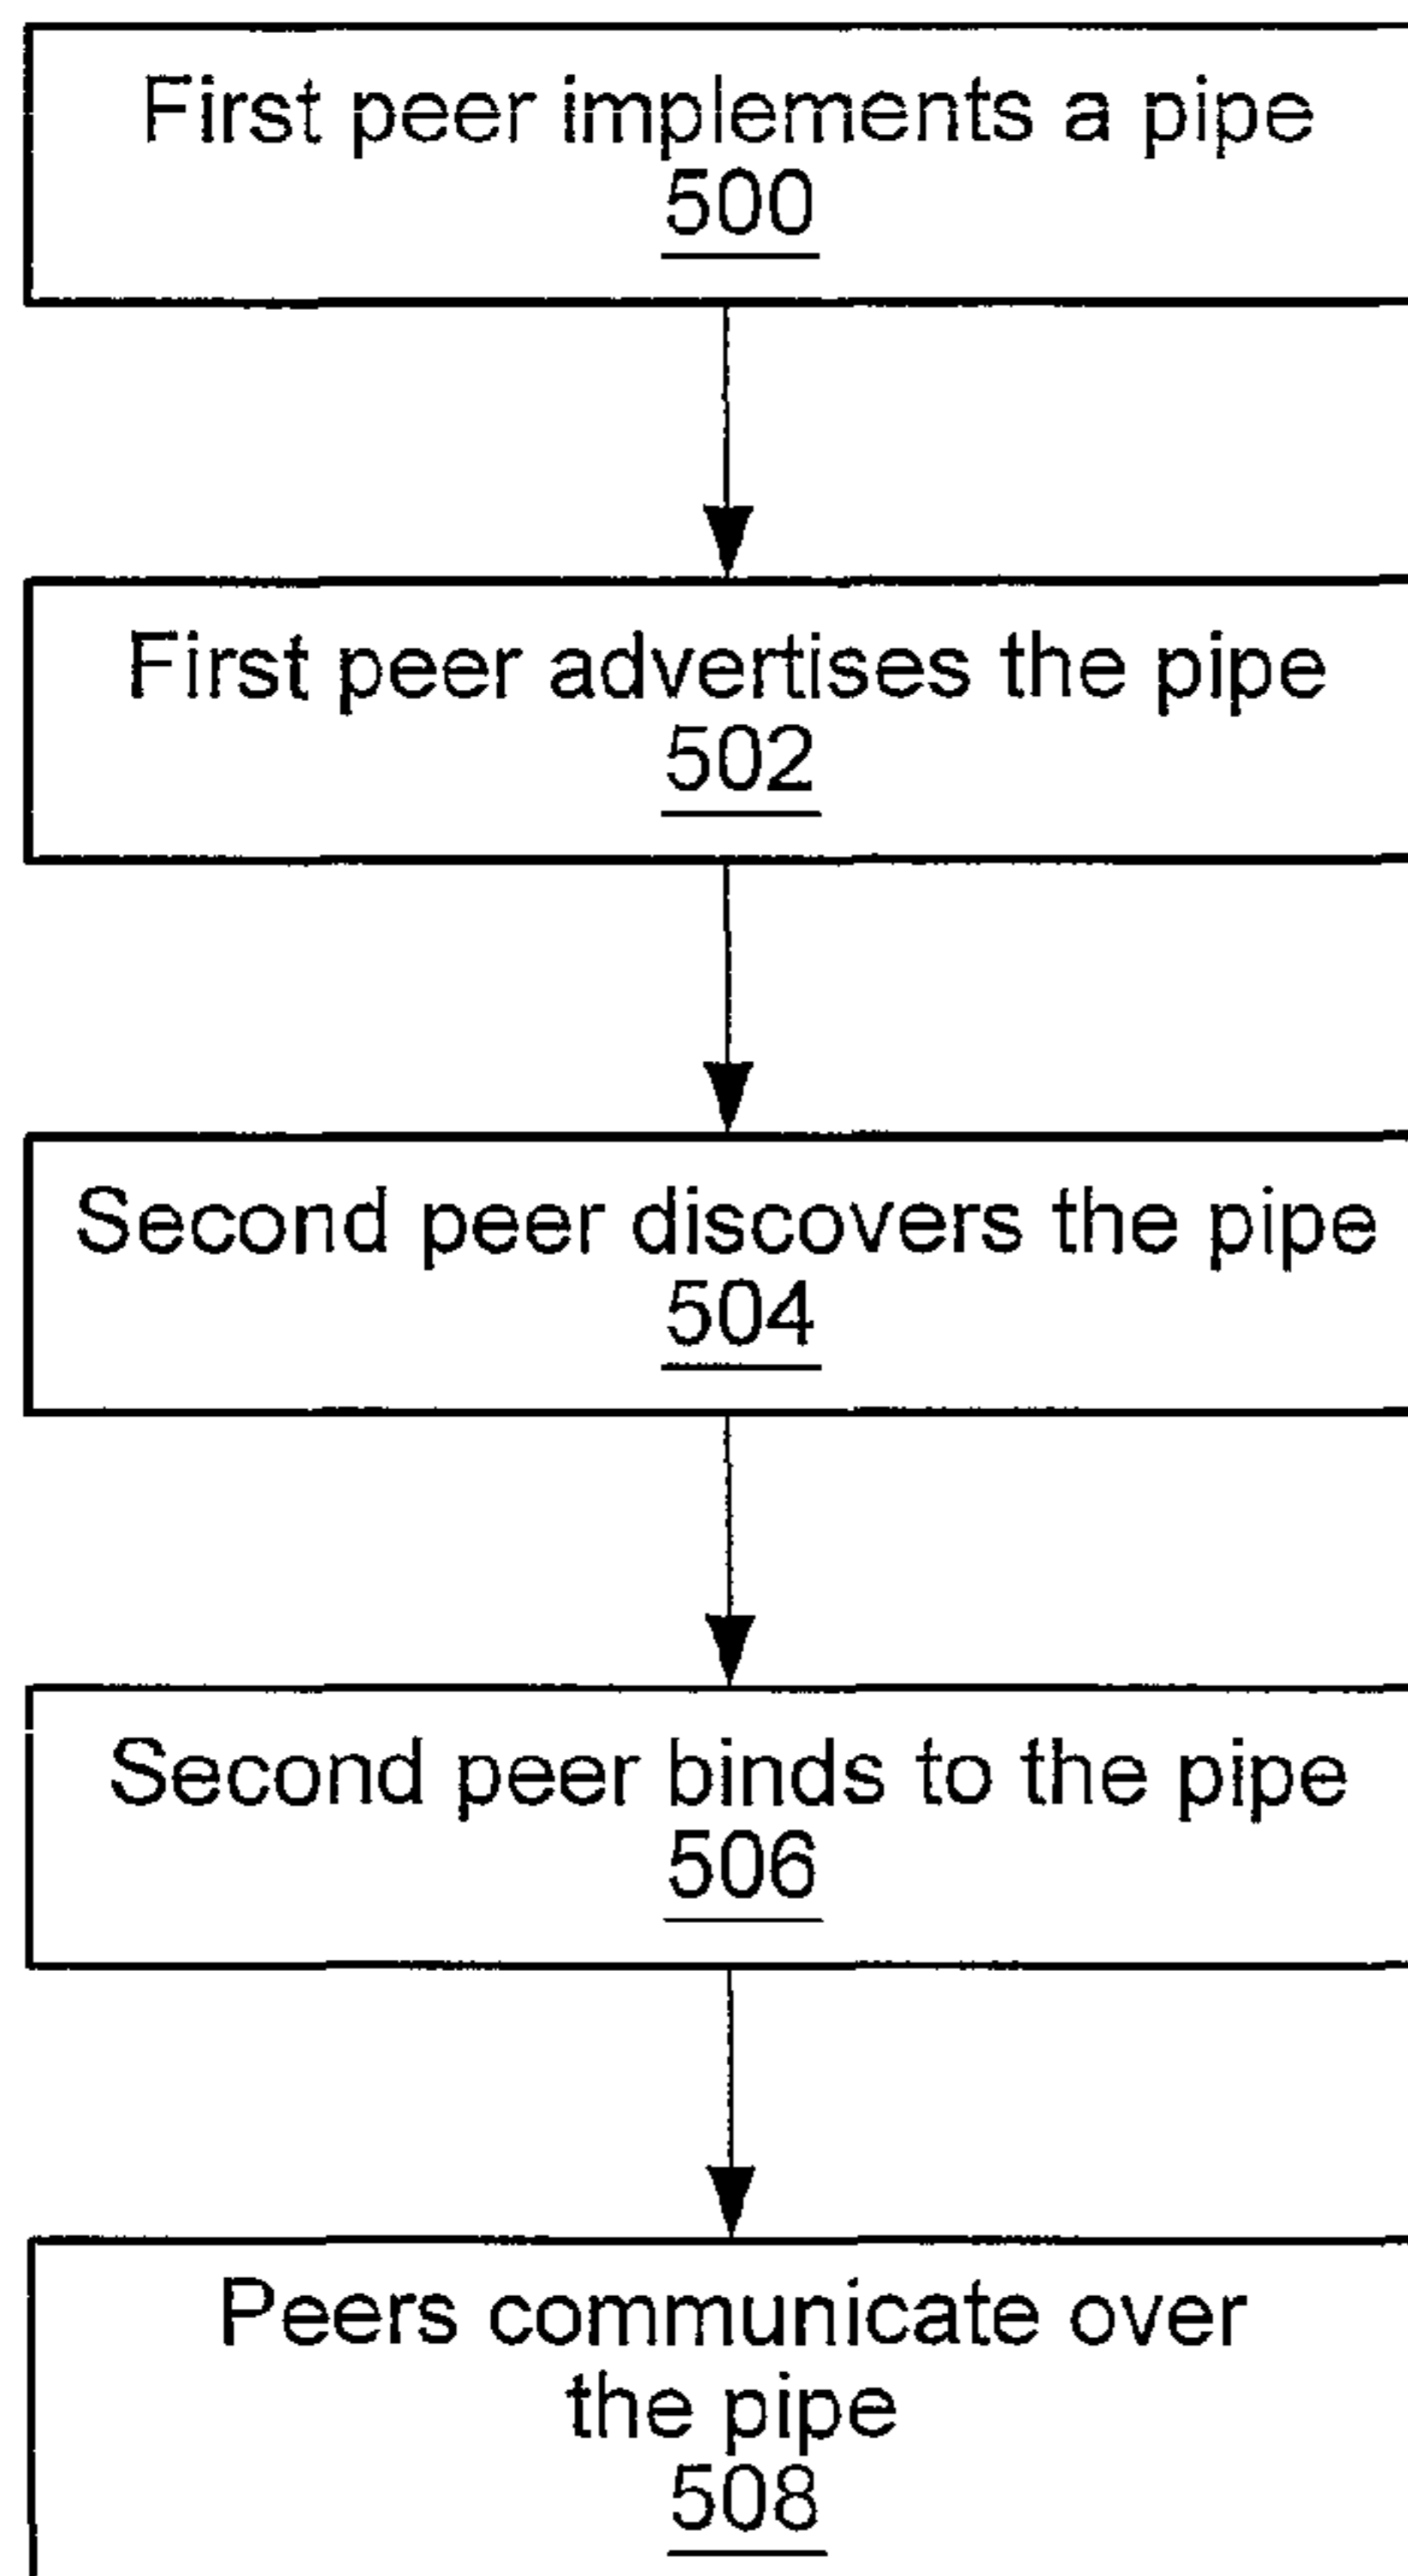 First peer implements a pipe
500
First peer advertises the pipe
502
Second peer discovers the pipe
504
Second peer binds to the pipe
506
Peers communicate over
the pipe
508